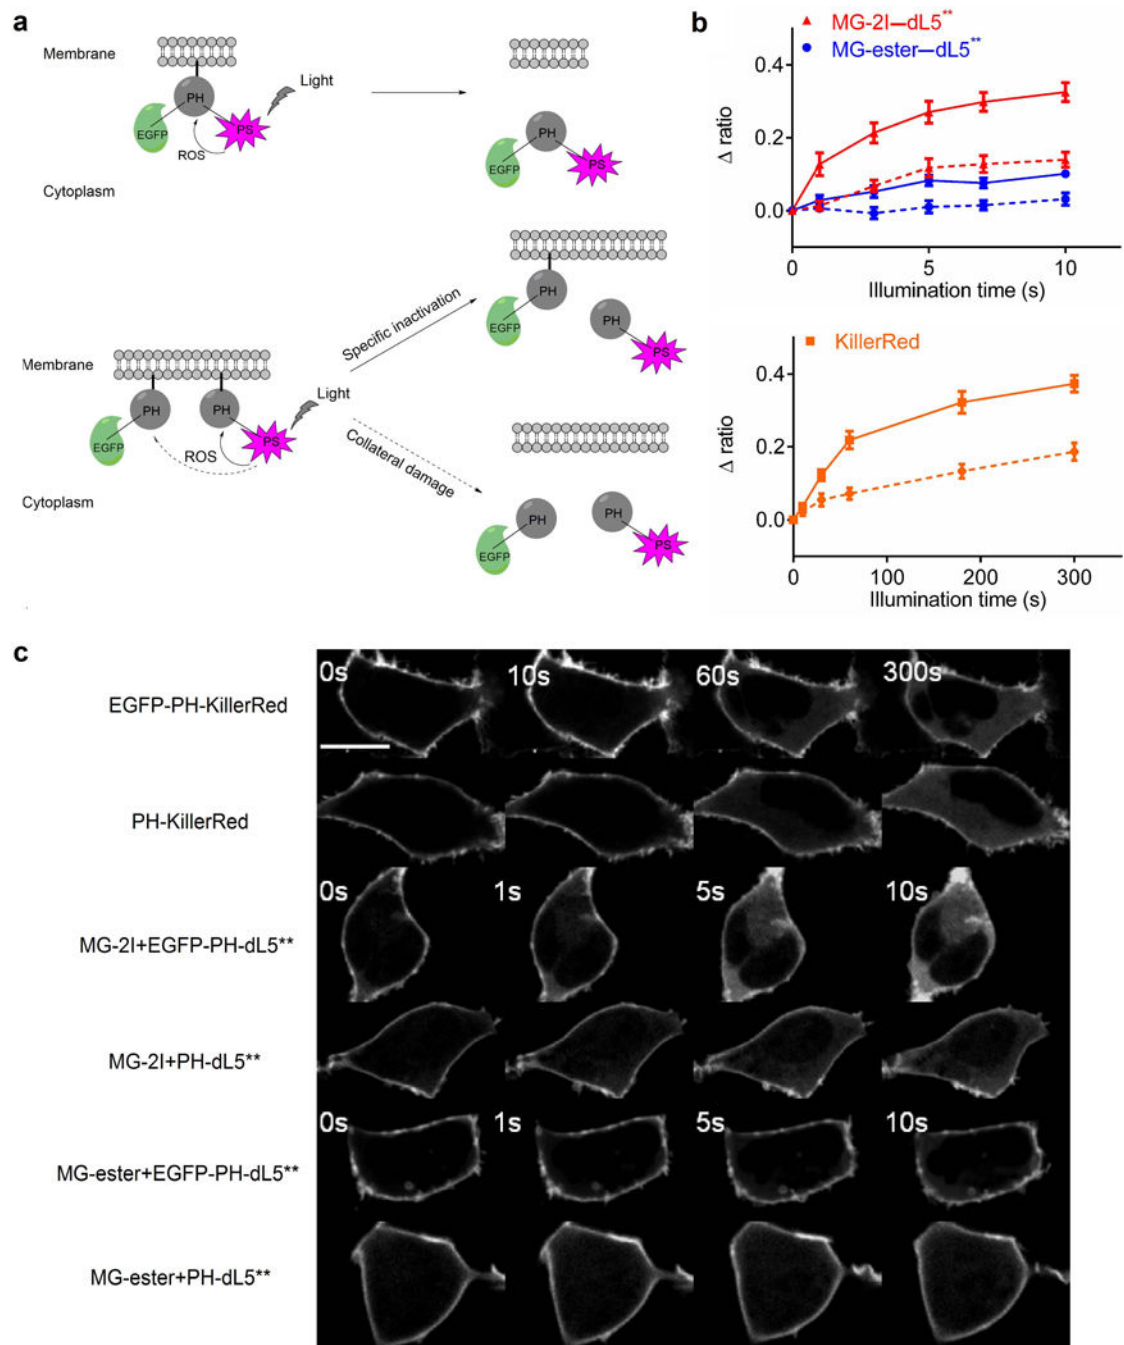 a
Membrane
PH
EGFP
PS
Light
ROS
Cytoplasm
PH
EGFP
PS
Membrane
PH
PH
EGFP
PS
Light
ROS
Cytoplasm
Specific inactivation
Collateral damage
PH
EGFP
PH
PS
PH
PH
EGFP
PS
b
MG-2I—dL5**
MG-ester—dL5**
Δ ratio
0.4
0.2
0.0
0 5 10
Illumination time (s)
KillerRed
Δ ratio
0.4
0.2
0.0
0 100 200 300
Illumination time (s)
c
EGFP-PH-KillerRed
0s 10s 60s 300s
PH-KillerRed
MG-2I+EGFP-PH-dL5**
0s 1s 5s 10s
MG-2I+PH-dL5**
MG-ester+EGFP-PH-dL5**
0s 1s 5s 10s
MG-ester+PH-dL5**